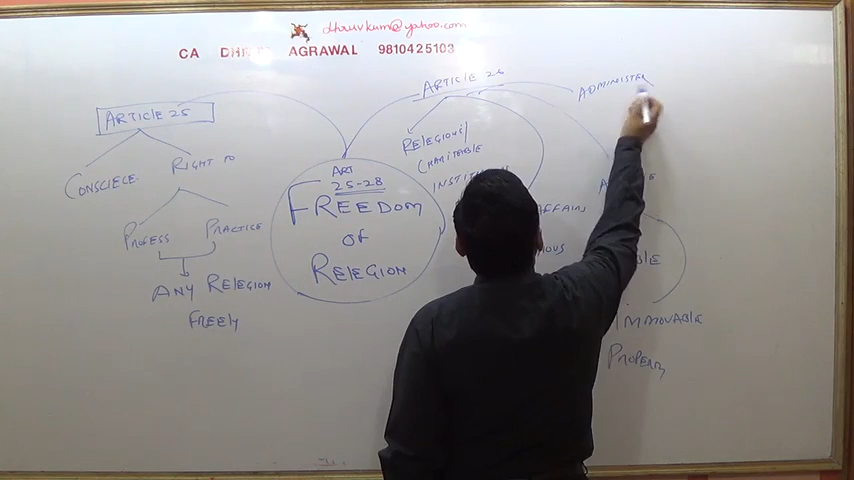 dhruvkum@yahoo.com
CA AGRAWAL 9810425103
ARTICLE 25
CONSCIECE
RIGHT TO
PROFESS
PRACTICE
ANY RELEGION
FREELY
ART
25-28
FREEDOM
OF
RELEGION
ARTICLE 26
RELEGIOUS/
CHARITABLE
AFFAIRS
ADMINISTER
IMMOVABLE
PROPERTY